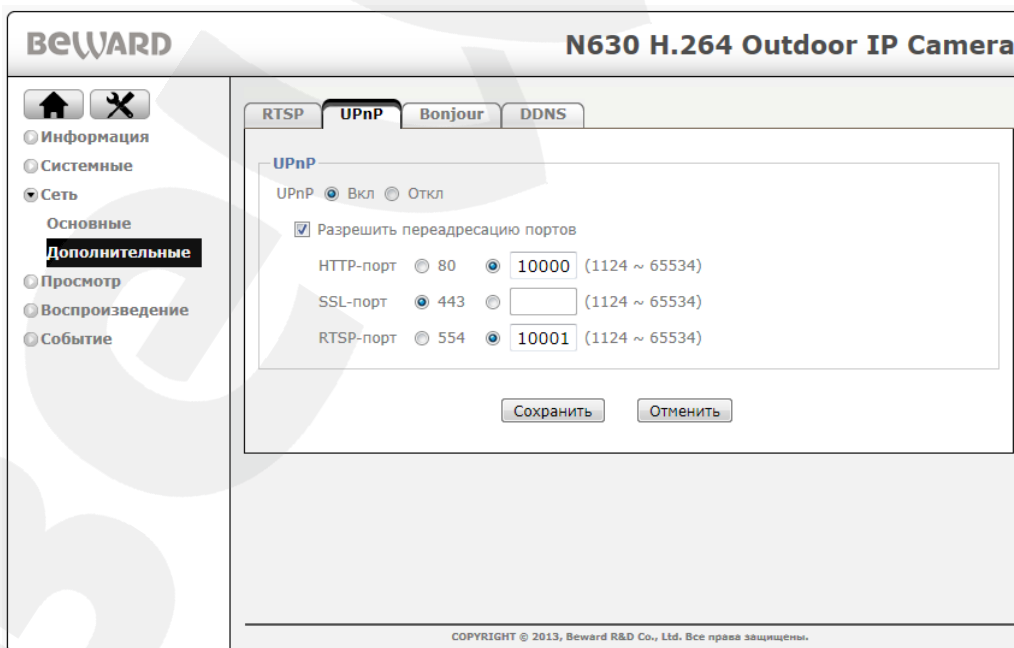 BEWARD
N630 H.264 Outdoor IP Camera
Информация
Системные
Сеть
Основные
Дополнительные
Просмотр
Воспроизведение
Событие
RTSP UPnP Bonjour DDNS
UPnP
UPnP Вкл Откл
Разрешить переадресацию портов
HTTP-порт 80 10000 (1124 ~ 65534)
SSL-порт 443 (1124 ~ 65534)
RTSP-порт 554 10001 (1124 ~ 65534)
Сохранить Отменить
COPYRIGHT © 2013, Beward R&D Co., Ltd. Все права защищены.